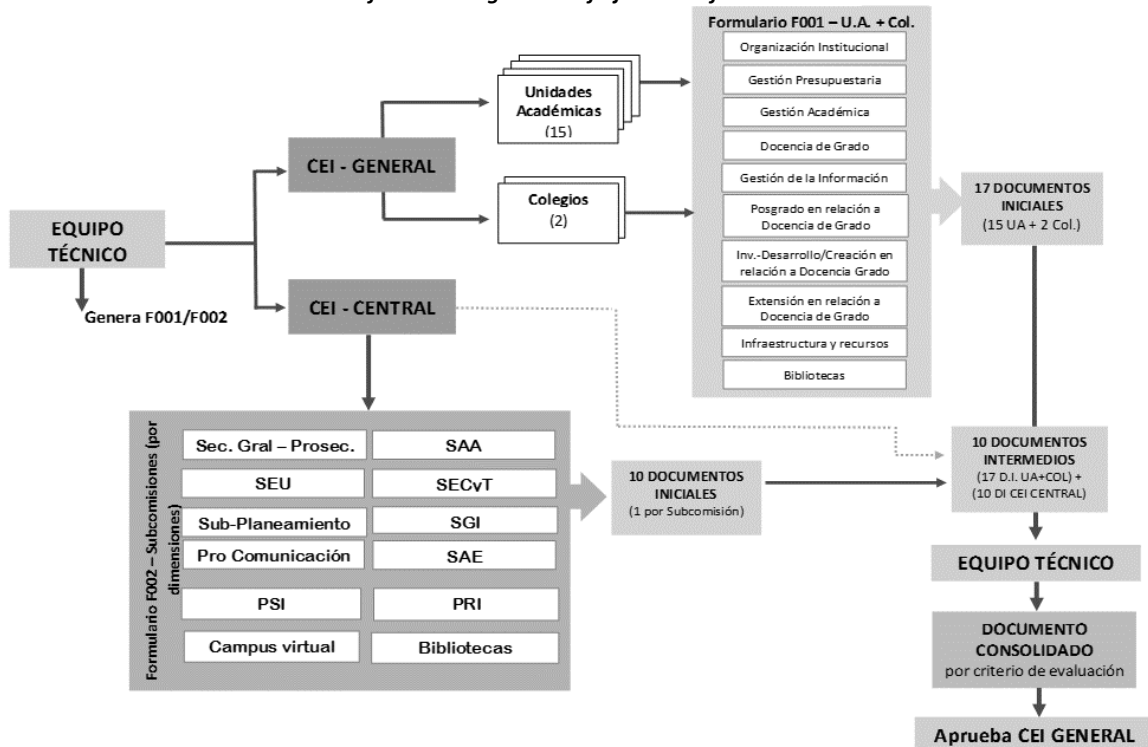 Formulario F001 – U.A. + Col.
Organización Institucional
Gestión Presupuestaria
Gestión Académica
Docencia de Grado
Gestión de la Información
Posgrado en relación a
Docencia de Grado
Inv.-Desarrollo/Creación en
relación a Docencia Grado
Extensión en relación a
Docencia de Grado
Infraestructura y recursos
Bibliotecas
Unidades
Académicas
(15)
CEI - GENERAL
Colegios
(2)
17 DOCUMENTOS
INICIALES
(15 UA + 2 Col.)
EQUIPO
TÉCNICO
Genera F001/F002
CEI - CENTRAL
Formulario F002 – Subcomisiones (por
dimensiones)
Sec. Gral – Prosec.
SAA
SEU
SECyT
Sub-Planeamiento
SGI
Pro Comunicación
SAE
PSI
PRI
Campus virtual
Bibliotecas
10 DOCUMENTOS
INICIALES
(1 por Subcomisión)
10 DOCUMENTOS
INTERMEDIOS
(17 D.I. UA+COL) +
(10 DI CEI CENTRAL)
EQUIPO TÉCNICO
DOCUMENTO
CONSOLIDADO
por criterio de evaluación
Aprueba CEI GENERAL